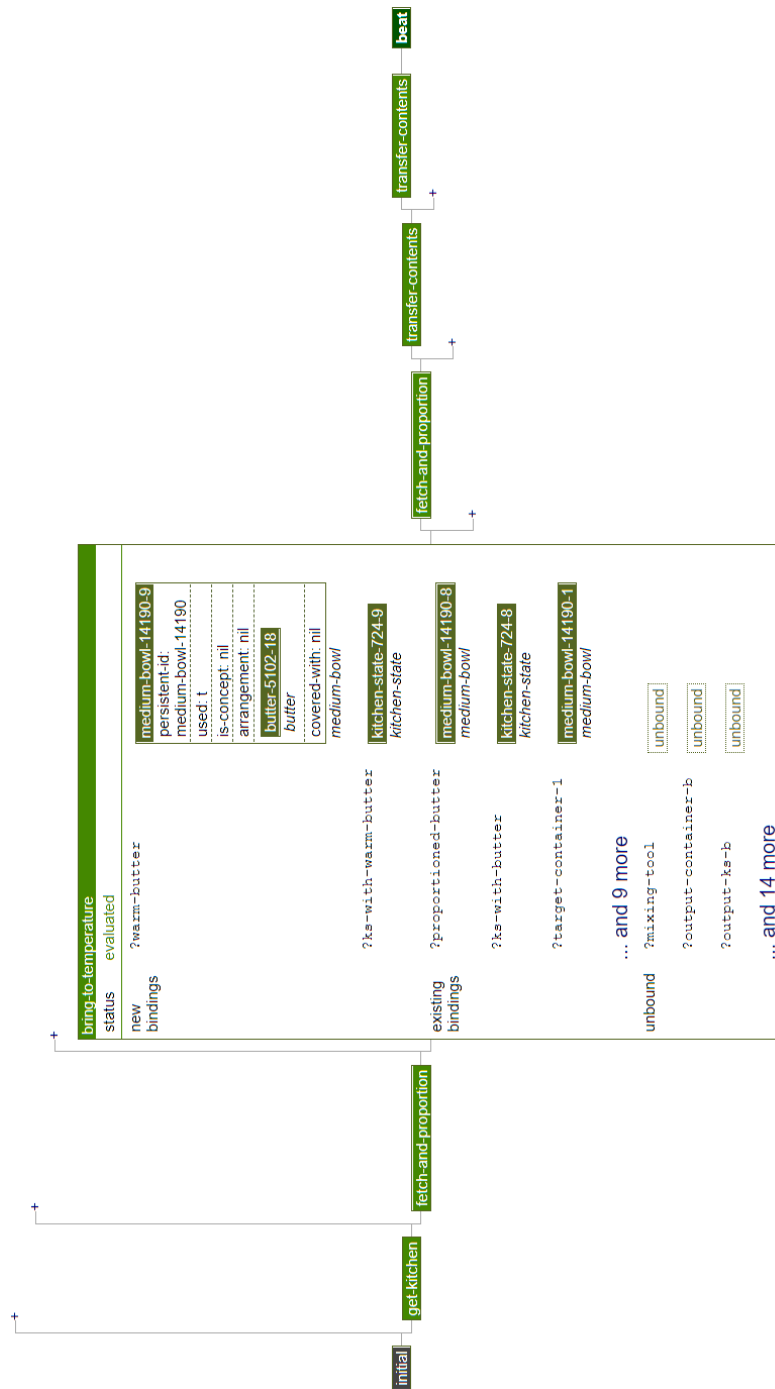 initial
+
get-kitchen
+
fetch-and-proportion
+
bring-to-temperature
status evaluated
new
bindings
?warm-butter
medium-bowl-14190-9
persistent-id:
medium-bowl-14190
used: t
is-concept: nil
arrangement: nil
butter-5102-18
butter
covered-with: nil
medium-bowl
?ks-with-warm-butter
kitchen-state-724-9
kitchen-state
existing
bindings
?proportioned-butter
medium-bowl-14190-8
medium-bowl
?ks-with-butter
kitchen-state-724-8
kitchen-state
?target-container-1
medium-bowl-14190-1
medium-bowl
... and 9 more
unbound ?mixing-tool unbound
?output-container-b unbound
?output-ks-b unbound
... and 14 more
+
fetch-and-proportion
+
transfer-contents
+
transfer-contents
beat